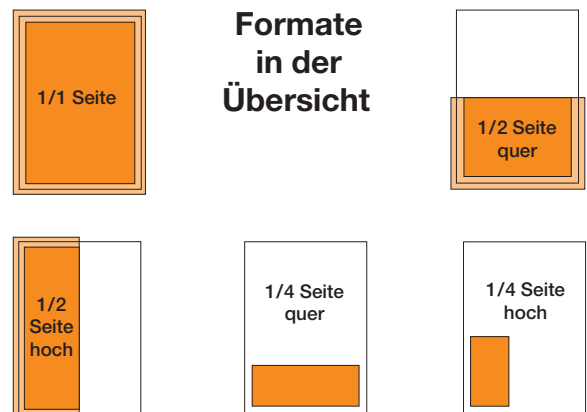 1/1 Seite
Formate
in der
Übersicht
1/2 Seite
quer
1/2
Seite
hoch
1/4 Seite
quer
1/4 Seite
hoch